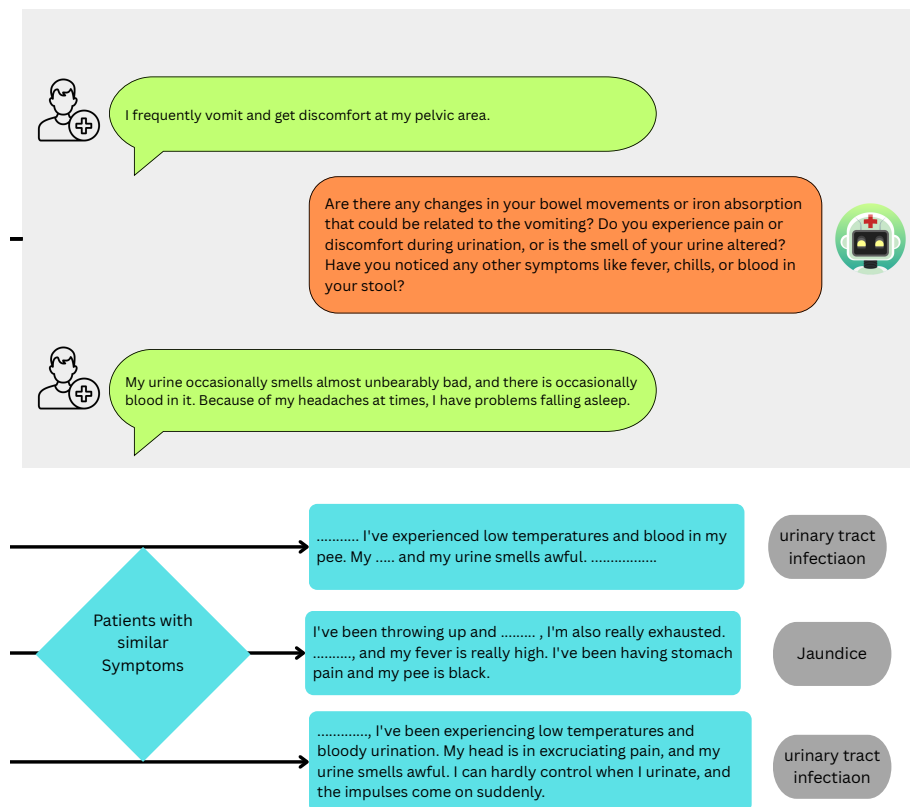 I frequently vomit and get discomfort at my pelvic area.
Are there any changes in your bowel movements or iron absorption
that could be related to the vomiting? Do you experience pain or
discomfort during urination, or is the smell of your urine altered?
Have you noticed any other symptoms like fever, chills, or blood in
your stool?
My urine occasionally smells almost unbearably bad, and there is occasionally
blood in it. Because of my headaches at times, I have problems falling asleep.
Patients with
similar
Symptoms
........... I've experienced low temperatures and blood in my
pee. My ..... and my urine smells awful. .................
urinary tract
infectiaon
I've been throwing up and ......... , I'm also really exhausted.
.........., and my fever is really high. I've been having stomach
pain and my pee is black.
Jaundice
............., I've been experiencing low temperatures and
bloody urination. My head is in excruciating pain, and my
urine smells awful. I can hardly control when I urinate, and
the impulses come on suddenly.
urinary tract
infectiaon